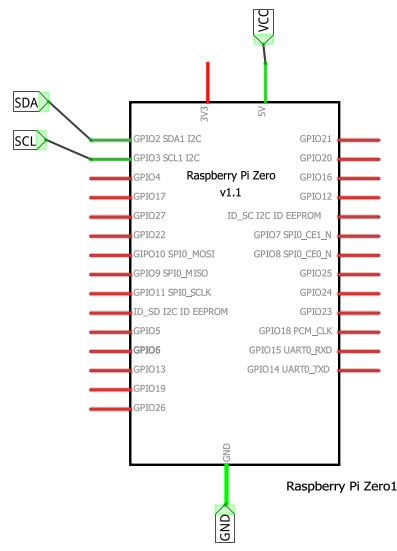 VCC
3V3
5V
SDA
SCL
GPIO2 SDA1 I2C
GPIO3 SCL1 I2C
GPIO4
GPIO17
GPIO27
GPIO22
GIPO10 SPI0_MOSI
GPIO9 SPI0_MISO
GPIO11 SPI0_SCLK
ID_SD I2C ID EEPROM
GPIO5
GPIO6
GPIO13
GPIO19
GPIO26
Raspberry Pi Zero
v1.1
GPIO21
GPIO20
GPIO16
GPIO12
ID_SC I2C ID EEPROM
GPIO7 SPI0_CE1_N
GPIO8 SPI0_CE0_N
GPIO25
GPIO24
GPIO23
GPIO18 PCM_CLK
GPIO15 UART0_RXD
GPIO14 UART0_TXD
GND
Raspberry Pi Zero1
GND